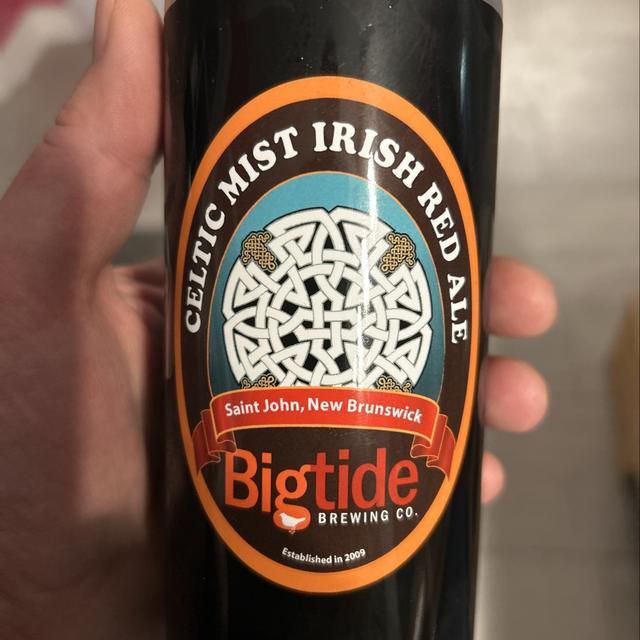 CELTIC MIST IRISH RED ALE
Saint John, New Brunswick
Bigtide
BREWING CO.
Established in 2009